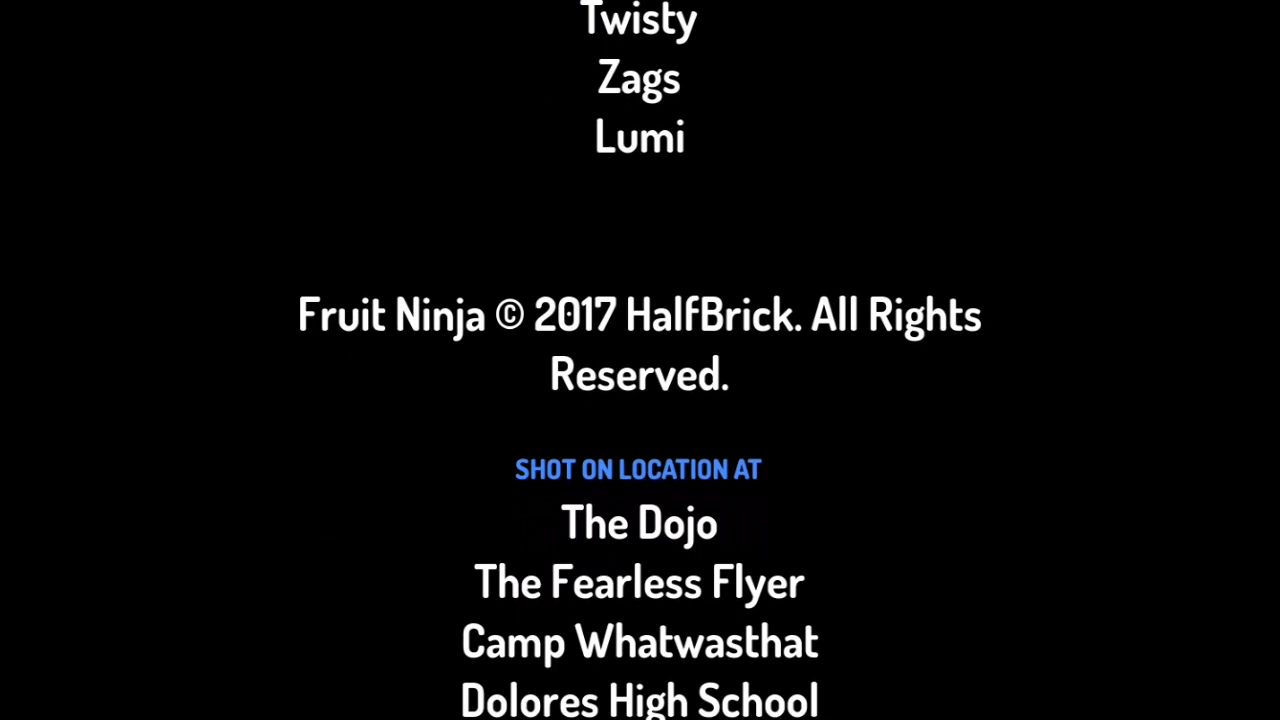 Twisty
Zags
Lumi
Fruit Ninja © 2017 HalfBrick. All Rights
Reserved.
SHOT ON LOCATION AT
The Dojo
The Fearless Flyer
Camp Whatwasthat
Dolores High School